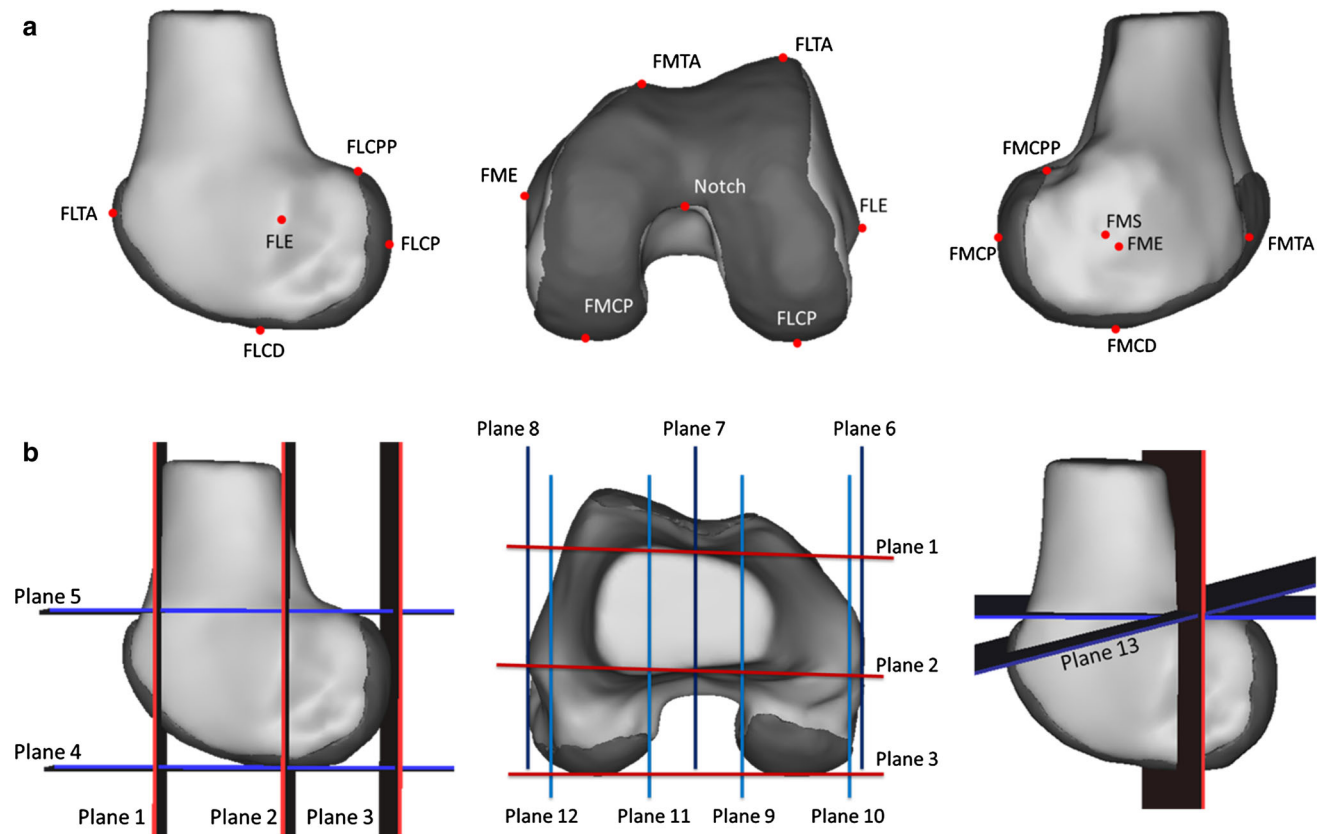 a
FLTA
FLCPP
FLE
FLCP
FLCD
FMTA
FLTA
FME
Notch
FLE
FMCP
FLCP
FMCPP
FMS
FME
FMCP
FMTA
FMCD
b
Plane 5
Plane 4
Plane 1
Plane 2
Plane 3
Plane 8
Plane 7
Plane 6
Plane 1
Plane 2
Plane 3
Plane 12
Plane 11
Plane 9
Plane 10
Plane 13